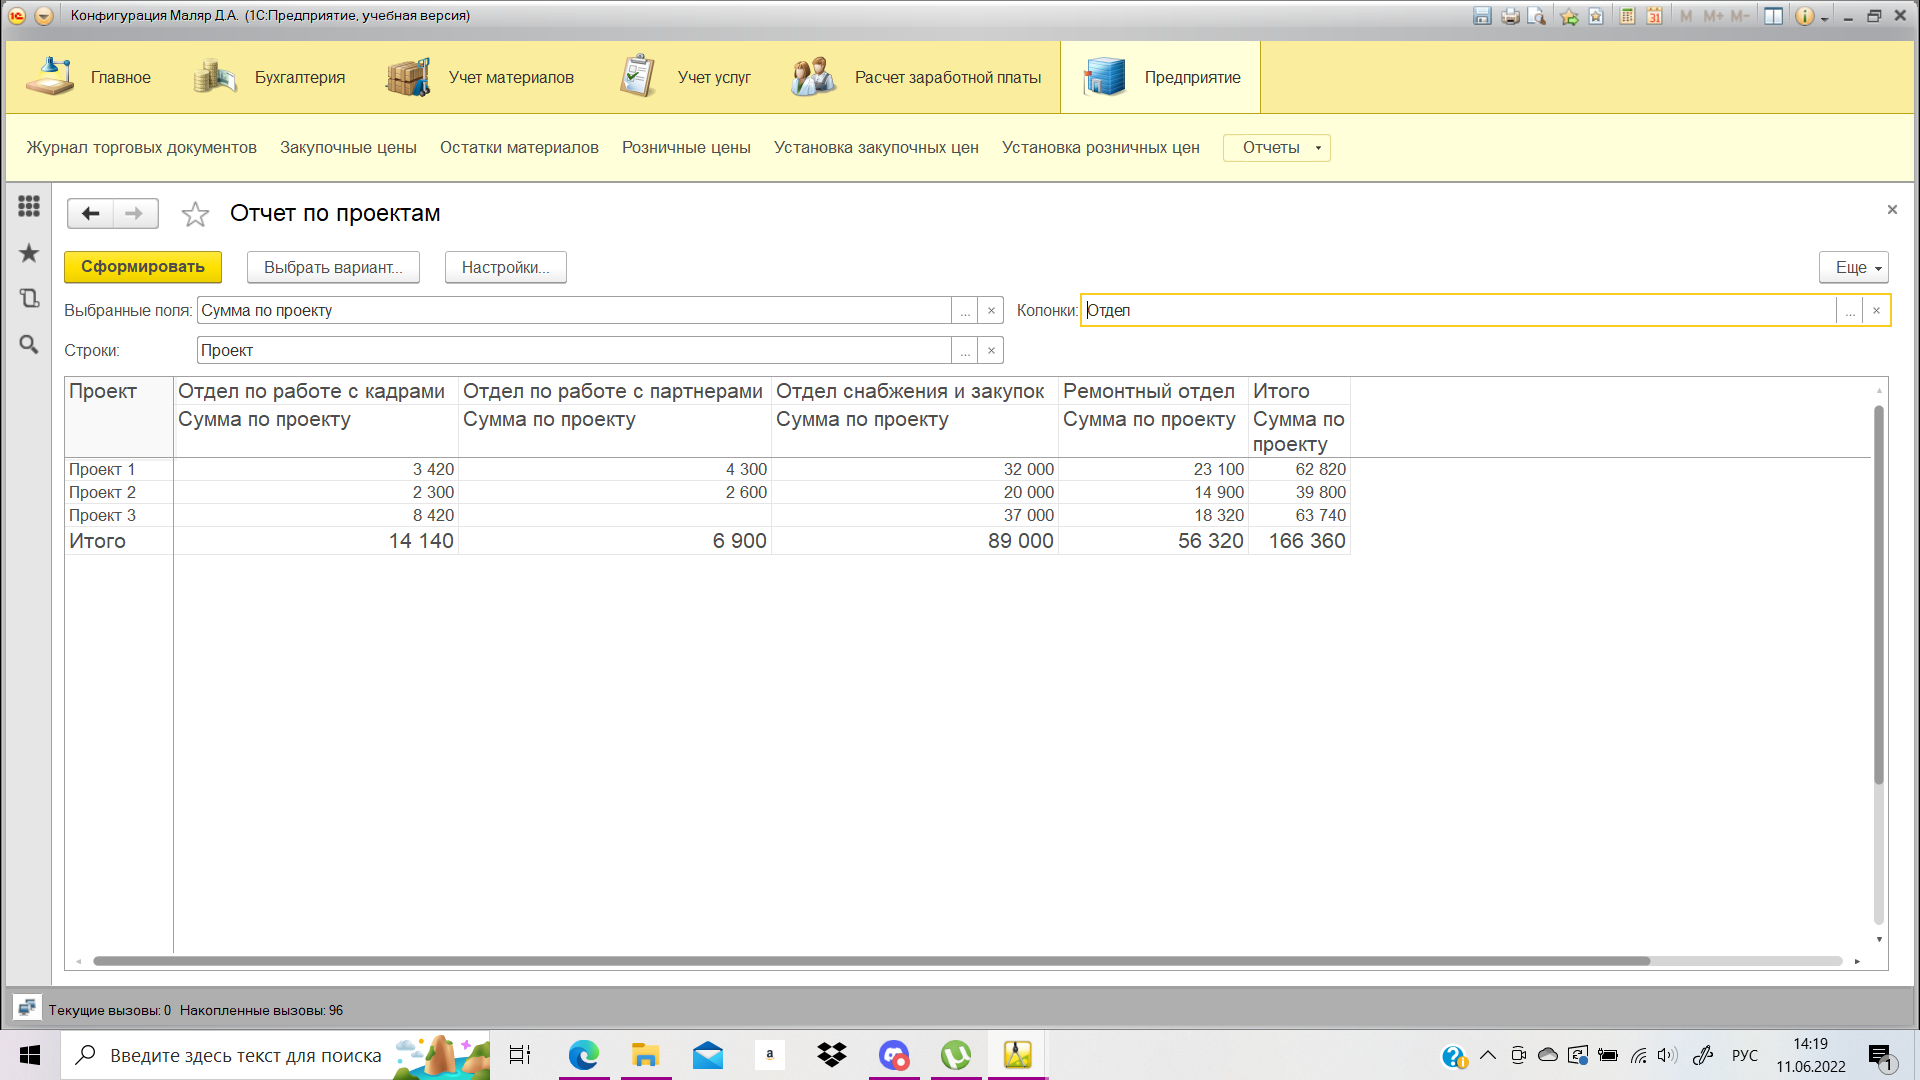 Конфигурация Маляр Д.А. (1С:Предприятие, учебная версия)
M M+ M-
Главное
Бухгалтерия
Учет материалов
Учет услуг
Расчет заработной платы
Предприятие
Журнал торговых документов
Закупочные цены
Остатки материалов
Розничные цены
Установка закупочных цен
Установка розничных цен
Отчеты
Отчет по проектам
Сформировать
Выбрать вариант...
Настройки...
Еще
Выбранные поля: Сумма по проекту ...
Колонки: Отдел ...
Строки: Проект ...
Проект Отдел по работе с кадрами Отдел по работе с партнерами Отдел снабжения и закупок Ремонтный отдел Итого
Сумма по проекту Сумма по проекту Сумма по проекту Сумма по проекту Сумма по
проекту
Проект 1 3 420 4 300 32 000 23 100 62 820
Проект 2 2 300 2 600 20 000 14 900 39 800
Проект 3 8 420 37 000 18 320 63 740
Итого 14 140 6 900 89 000 56 320 166 360
Текущие вызовы: 0 Накопленные вызовы: 96
Введите здесь текст для поиска
a
РУС
14:19
11.06.2022
1